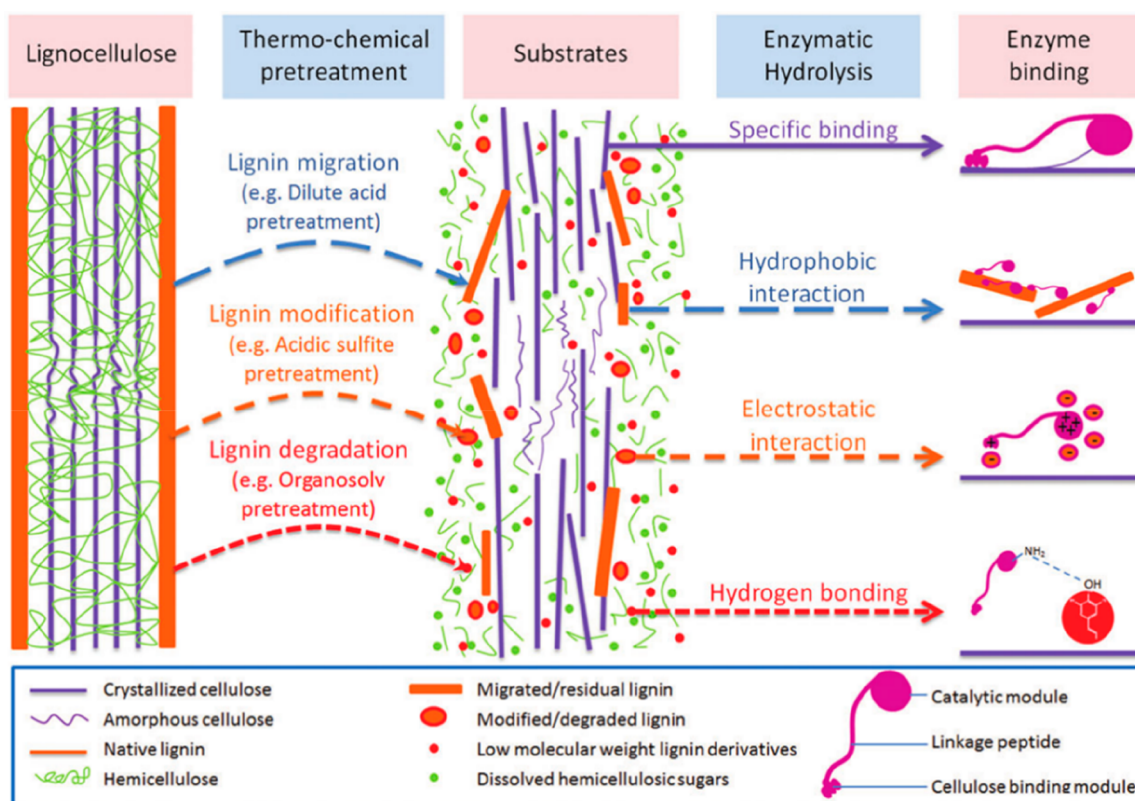 Lignocellulose
Thermo-chemical
pretreatment
Substrates
Enzymatic
Hydrolysis
Enzyme
binding
Lignin migration
(e.g. Dilute acid
pretreatment)
Lignin modification
(e.g. Acidic sulfite
pretreatment)
Lignin degradation
(e.g. Organosolv
pretreatment)
Specific binding
Hydrophobic
interaction
Electrostatic
interaction
Hydrogen bonding
NH₂
OH
Crystallized cellulose
Amorphous cellulose
Native lignin
Hemicellulose
Migrated/residual lignin
Modified/degraded lignin
Low molecular weight lignin derivatives
Dissolved hemicellulosic sugars
Catalytic module
Linkage peptide
Cellulose binding module